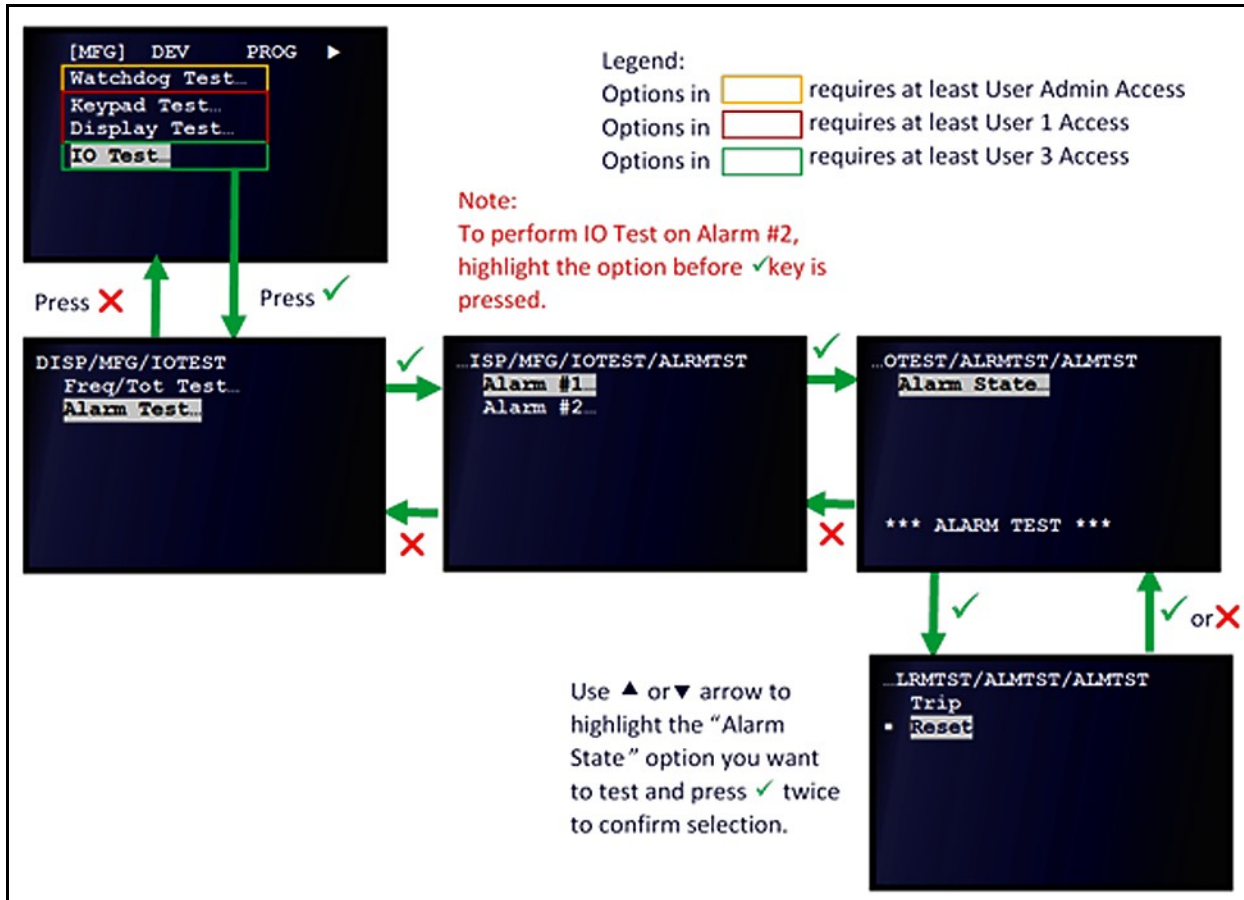 [MFG] DEV PROG ▶
Watchdog Test…
Keypad Test…
Display Test…
IO Test…
Legend:
Options in requires at least User Admin Access
Options in requires at least User 1 Access
Options in requires at least User 3 Access
Note:
To perform IO Test on Alarm #2,
highlight the option before ✓key is
pressed.
Press ✕
Press ✓
DISP/MFG/IOTEST
Freq/Tot Test…
Alarm Test…
✓
✕
…ISP/MFG/IOTEST/ALRMTST
Alarm #1…
Alarm #2…
✓
✕
…OTEST/ALRMTST/ALMTST
Alarm State…
*** ALARM TEST ***
✓
✓ or ✕
Use ▲ or ▼ arrow to
highlight the “Alarm
State” option you want
to test and press ✓ twice
to confirm selection.
…LRMTST/ALMTST/ALMTST
Trip
▪ Reset